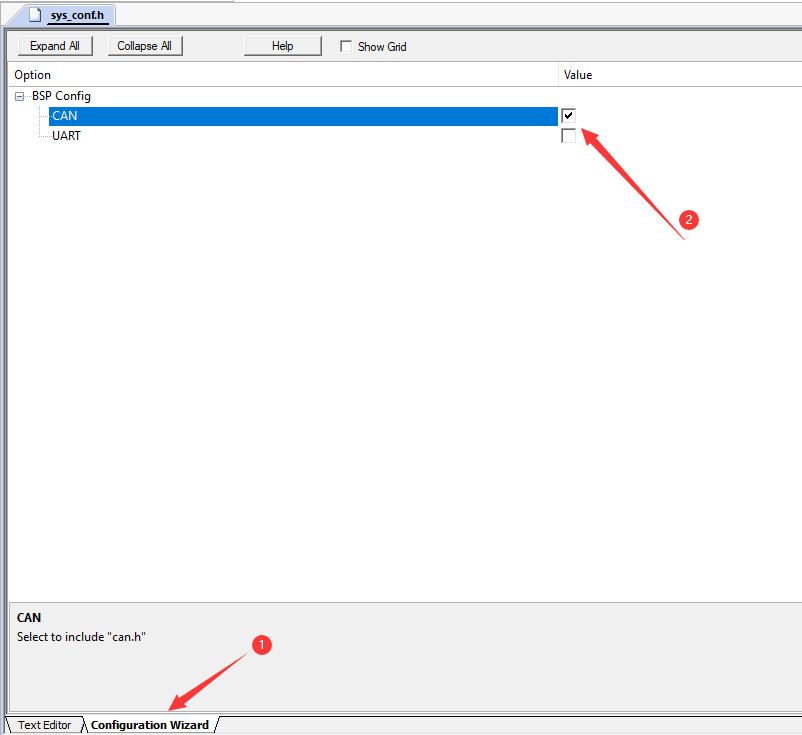 sys_conf.h
Expand All Collapse All Help Show Grid
Option Value
BSP Config
CAN
UART
2
CAN
Select to include "can.h"
1
Text Editor Configuration Wizard